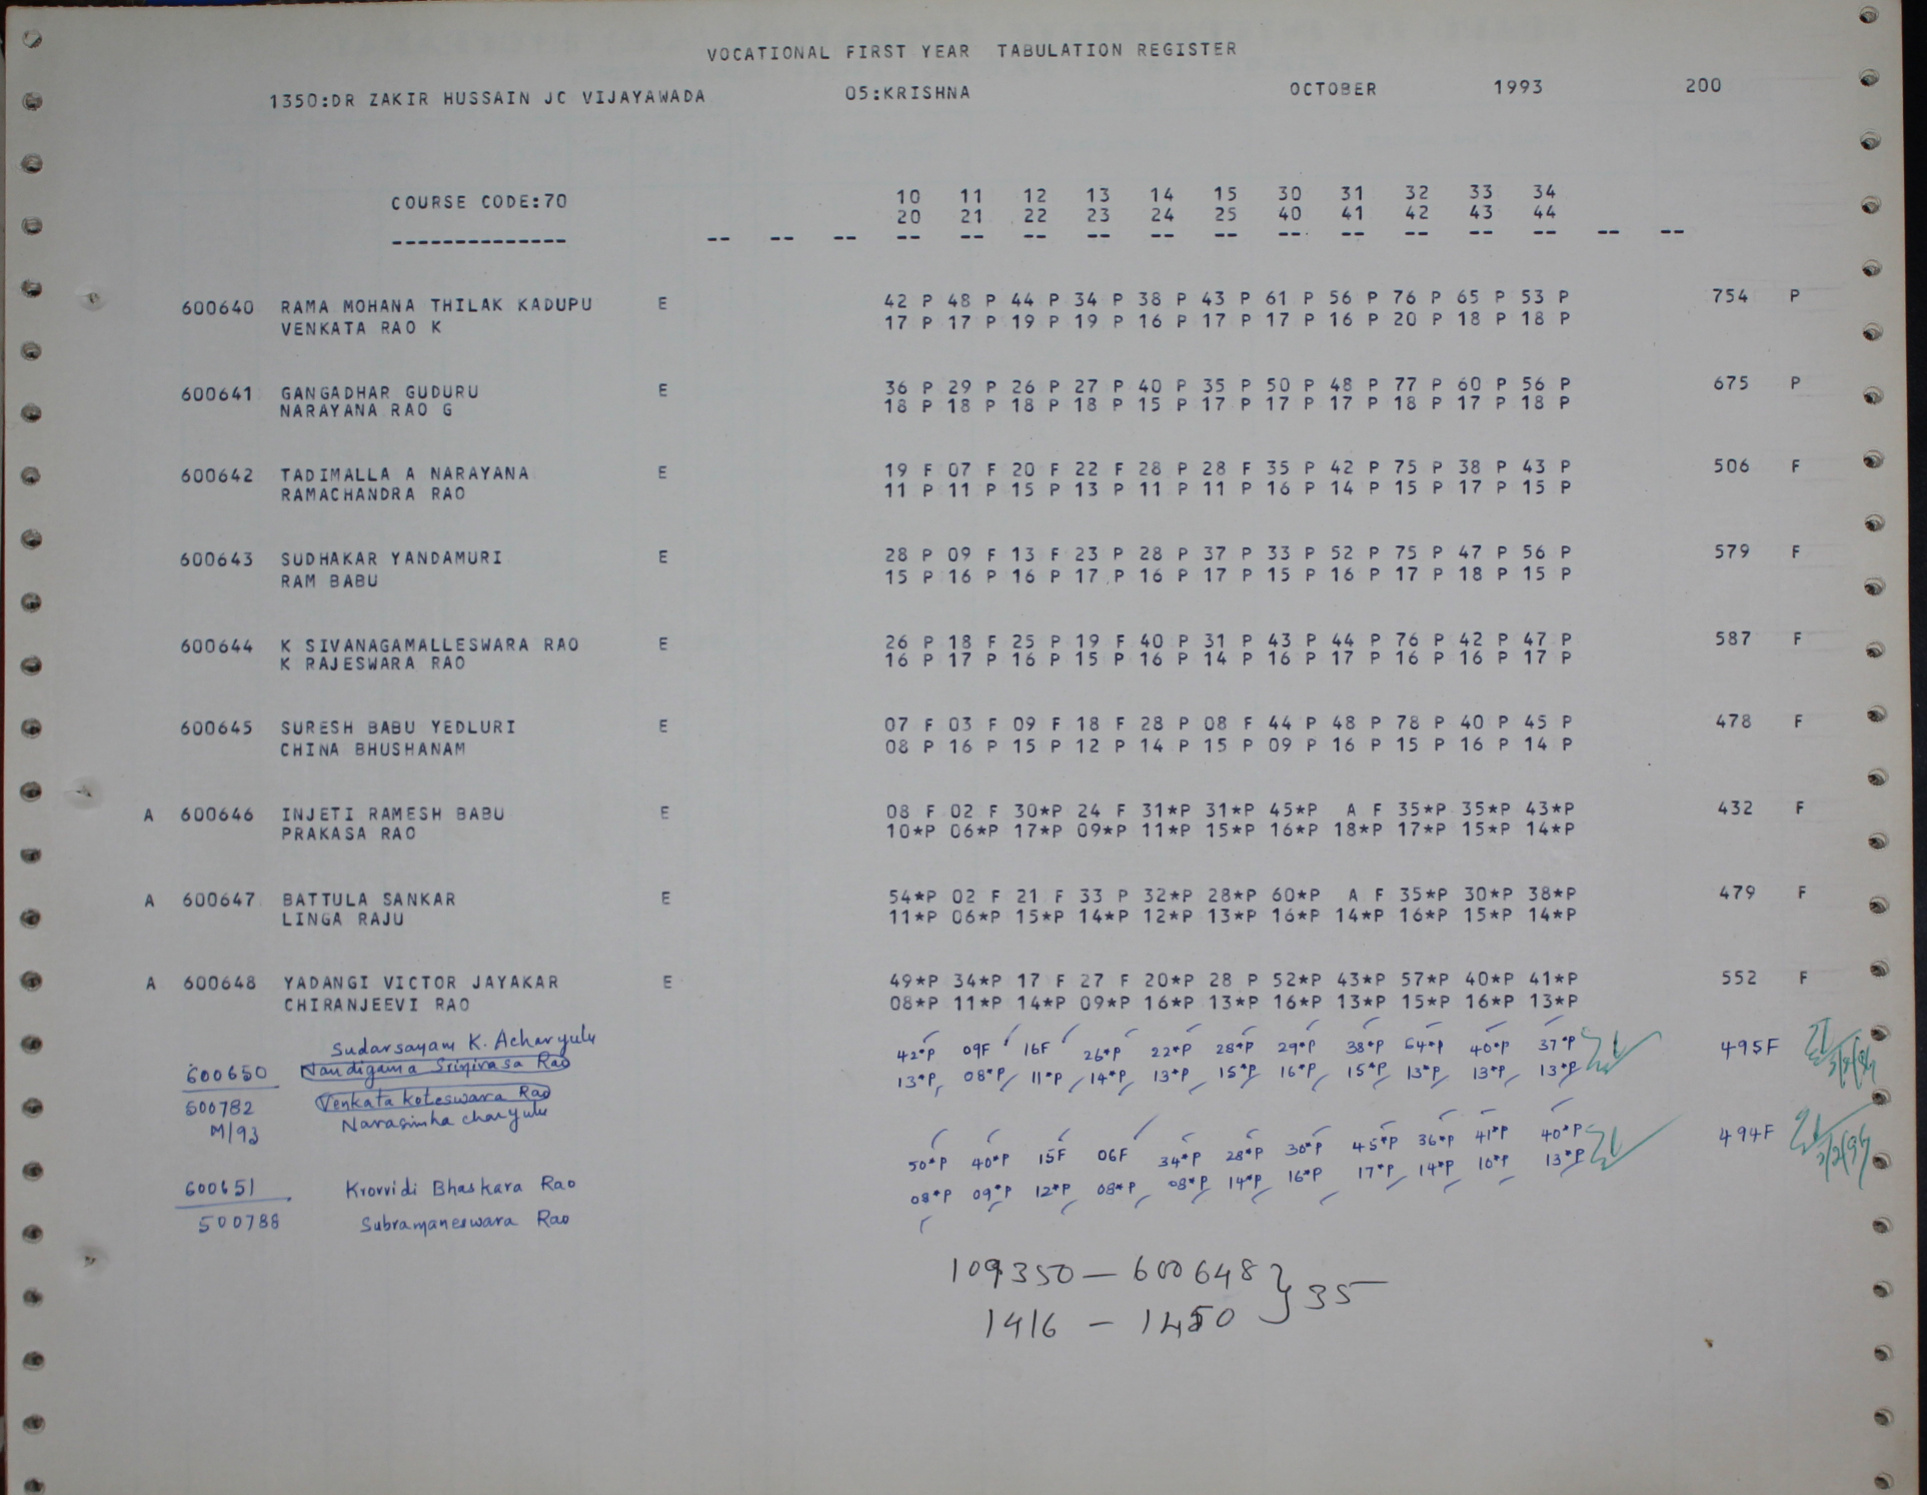 VOCATIONAL FIRST YEAR TABULATION REGISTER
1350:DR ZAKIR HUSSAIN JC VIJAYAWADA 05:KRISHNA OCTOBER 1993 200
COURSE CODE:70 10 11 12 13 14 15 30 31 32 33 34
20 21 22 23 24 25 40 41 42 43 44
-------------- -- -- -- -- -- -- -- -- -- -- -- -- -- -- -- --
600640 RAMA MOHANA THILAK KADUPU E 42 P 48 P 44 P 34 P 38 P 43 P 61 P 56 P 76 P 65 P 53 P 754 P
VENKATA RAO K 17 P 17 P 19 P 19 P 16 P 17 P 17 P 16 P 20 P 18 P 18 P
600641 GANGADHAR GUDURU E 36 P 29 P 26 P 27 P 40 P 35 P 50 P 48 P 77 P 60 P 56 P 675 P
NARAYANA RAO G 18 P 18 P 18 P 18 P 15 P 17 P 17 P 17 P 18 P 17 P 18 P
600642 TADIMALLA A NARAYANA E 19 F 07 F 20 F 22 F 28 P 28 F 35 P 42 P 75 P 38 P 43 P 506 F
RAMACHANDRA RAO 11 P 11 P 15 P 13 P 11 P 11 P 16 P 14 P 15 P 17 P 15 P
600643 SUDHAKAR YANDAMURI E 28 P 09 F 13 F 23 P 28 P 37 P 33 P 52 P 75 P 47 P 56 P 579 F
RAM BABU 15 P 16 P 16 P 17 P 16 P 17 P 15 P 16 P 17 P 18 P 15 P
600644 K SIVANAGAMALLESWARA RAO E 26 P 18 F 25 P 19 F 40 P 31 P 43 P 44 P 76 P 42 P 47 P 587 F
K RAJESWARA RAO 16 P 17 P 16 P 15 P 16 P 14 P 16 P 17 P 16 P 16 P 17 P
600645 SURESH BABU YEDLURI E 07 F 03 F 09 F 18 F 28 P 08 F 44 P 48 P 78 P 40 P 45 P 478 F
CHINA BHUSHANAM 08 P 16 P 15 P 12 P 14 P 15 P 09 P 16 P 15 P 16 P 14 P
A 600646 INJETI RAMESH BABU E 08 F 02 F 30*P 24 F 31*P 31*P 45*P A F 35*P 35*P 43*P 432 F
PRAKASA RAO 10*P 06*P 17*P 09*P 11*P 15*P 16*P 18*P 17*P 15*P 14*P
A 600647 BATTULA SANKAR E 54*P 02 F 21 F 33 P 32*P 28*P 60*P A F 35*P 30*P 38*P 479 F
LINGA RAJU 11*P 06*P 15*P 14*P 12*P 13*P 16*P 14*P 16*P 15*P 14*P
A 600648 YADANGI VICTOR JAYAKAR E 49*P 34*P 17 F 27 F 20*P 28 P 52*P 43*P 57*P 40*P 41*P 552 F
CHIRANJEEVI RAO 08*P 11*P 14*P 09*P 16*P 13*P 16*P 13*P 15*P 16*P 13*P
Sudarsayam K. Acharyulu 42*P 09F 16F 26*P 22*P 28*P 29*P 38*P 64*P 40*P 37*P 495F
600650 Nandigama Srinivasa Rao 13*P 08*P 11*P 14*P 13*P 15*P 16*P 15*P 13*P 13*P 13*P
500782 Venkata koteswara Rao
M/93 Narasimha charyulu
50*P 40*P 15F 06F 34*P 28*P 30*P 45*P 36*P 41*P 40*P 494F
600651 Krovvidi Bhaskara Rao 08*P 09*P 12*P 08*P 08*P 14*P 16*P 17*P 14*P 10*P 13*P
500788 Subramaneswara Rao
109350 — 600648 } 35
1416 — 1450